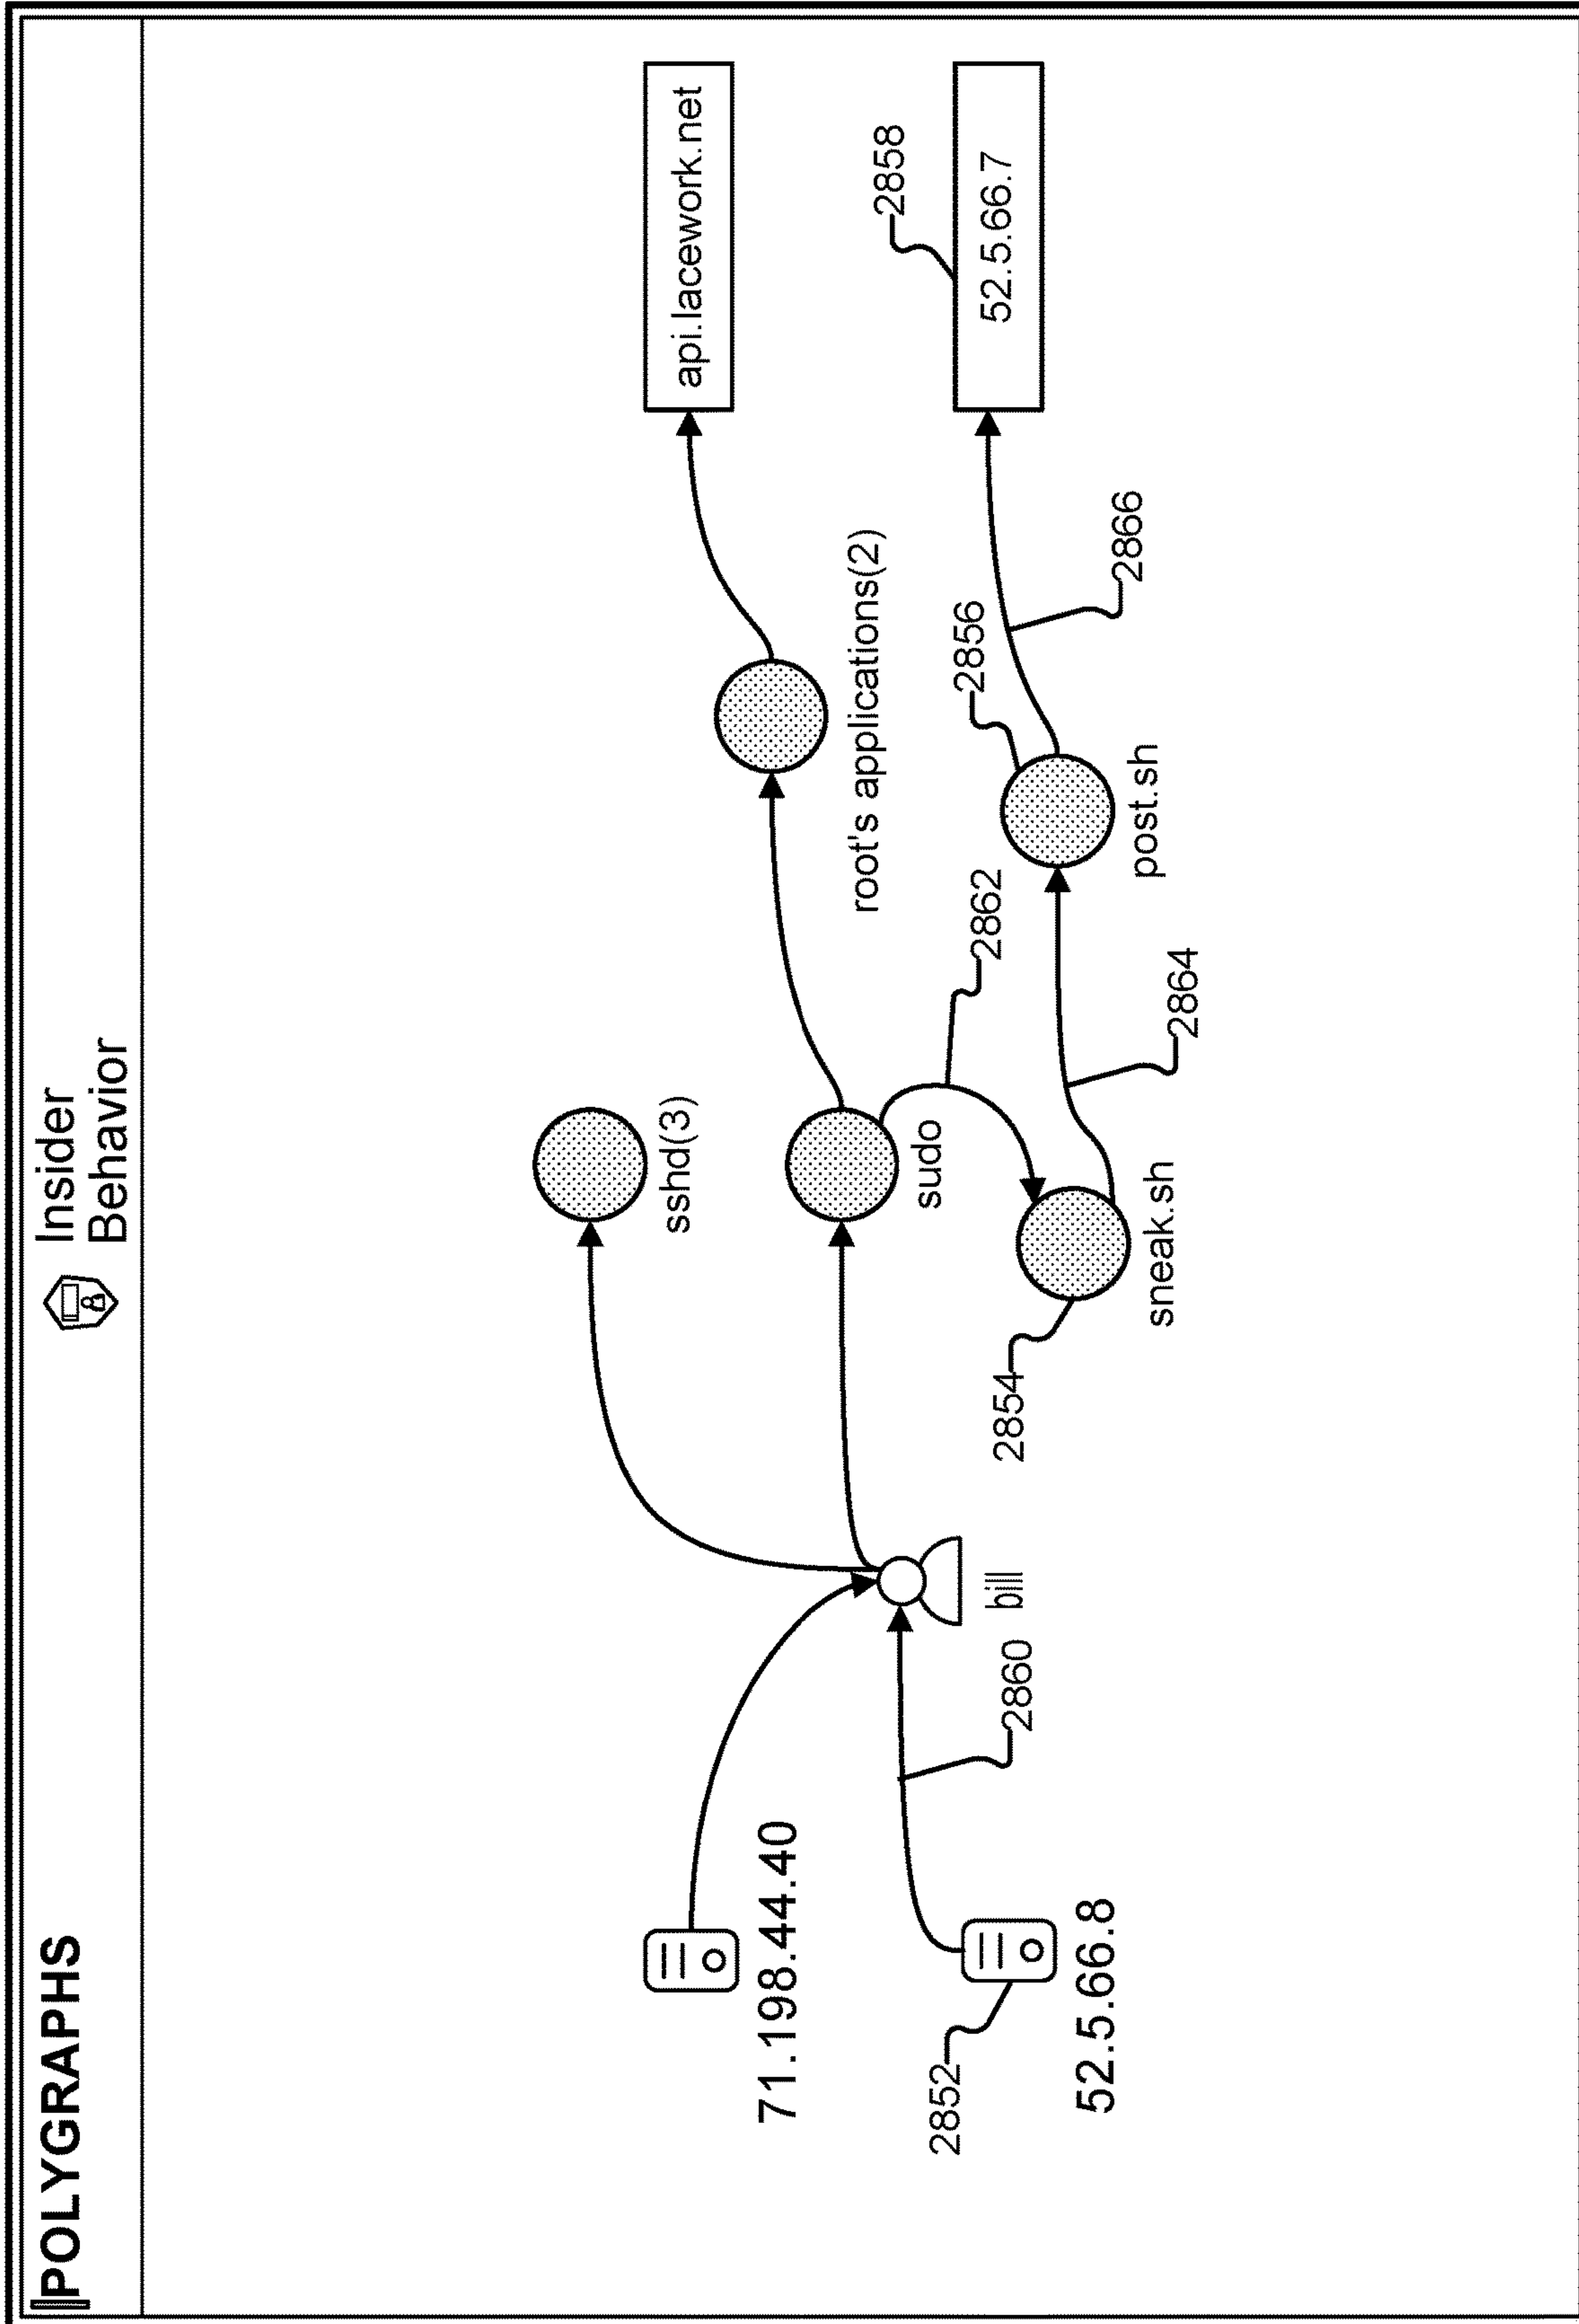 POLYGRAPHS
Insider
Behavior
71.198.44.40
2852
52.5.66.8
2860
bill
sshd(3)
sudo
2854
sneak.sh
2862
2864
root's applications(2)
2856
post.sh
2866
api.lacework.net
2858
52.5.66.7